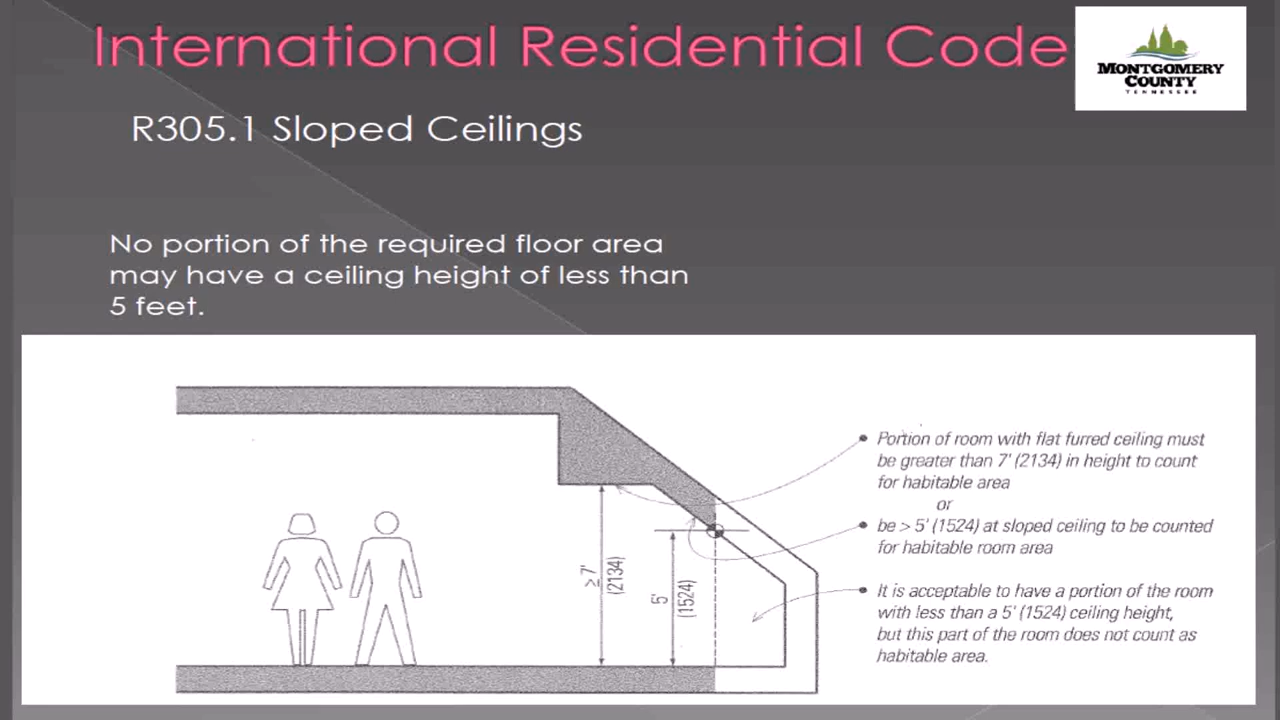 International Residential Code
MONTGOMERY
COUNTY
TENNESSEE
R305.1 Sloped Ceilings
No portion of the required floor area
may have a ceiling height of less than
5 feet.
Portion of room with flat furred ceiling must
be greater than 7' (2134) in height to count
for habitable area
or
be > 5' (1524) at sloped ceiling to be counted
for habitable room area
It is acceptable to have a portion of the room
with less than a 5' (1524) ceiling height,
but this part of the room does not count as
habitable area.
≥ 7'
(2134)
5'
(1524)